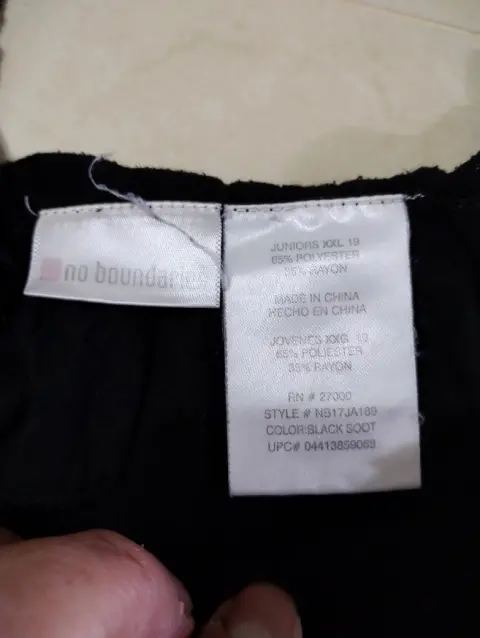 no boundaries
JUNIORS XXL 19
65% POLYESTER
35% RAYON
MADE IN CHINA
HECHO EN CHINA
JOVENES XXG 19
65% POLIESTER
35% RAYON
RN # 27000
STYLE # NB17JA189
COLOR:BLACK SOOT
UPC# 04413859069